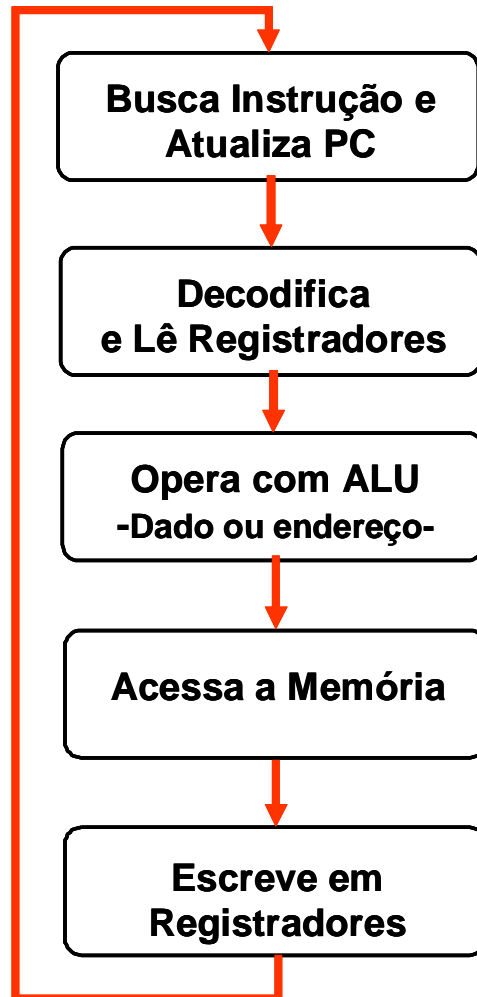 Busca Instrução e
Atualiza PC
Decodifica
e Lê Registradores
Opera com ALU
-Dado ou endereço-
Acessa a Memória
Escreve em
Registradores